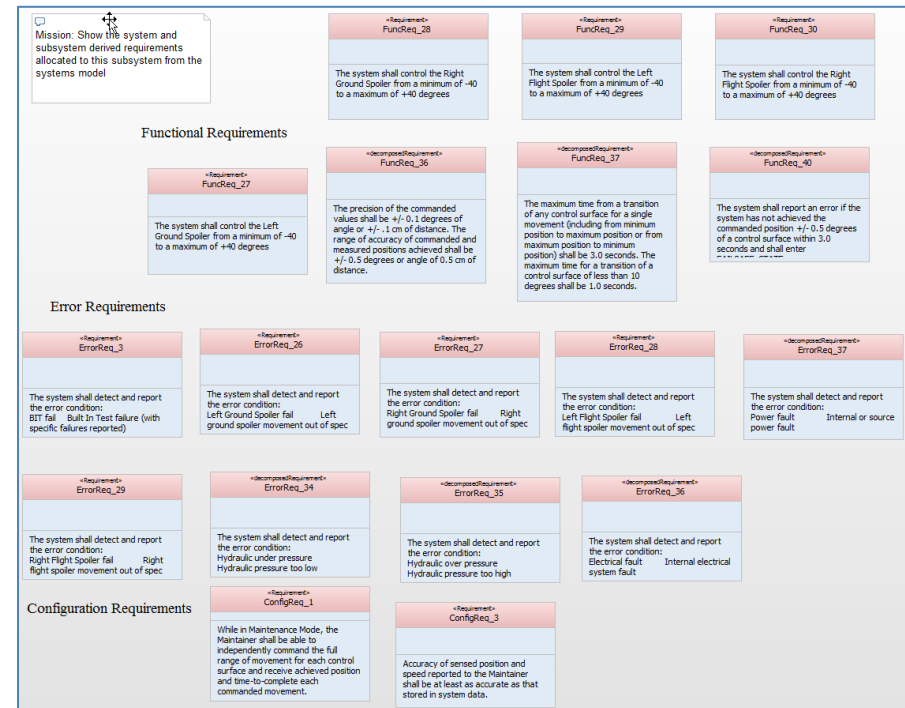 Mission: Show the system and
subsystem derived requirements
allocated to this subsystem from the
systems model
«Requirement»
FuncReq_28
The system shall control the Right
Ground Spoiler from a minimum of -40
to a maximum of +40 degrees
«Requirement»
FuncReq_29
The system shall control the Left
Flight Spoiler from a minimum of -40
to a maximum of +40 degrees
«Requirement»
FuncReq_30
The system shall control the Right
Flight Spoiler from a minimum of -40
to a maximum of +40 degrees
Functional Requirements
«Requirement»
FuncReq_27
The system shall control the Left
Ground Spoiler from a minimum of -40
to a maximum of +40 degrees
«decomposedRequirement»
FuncReq_36
The precision of the commanded
values shall be +/- 0.1 degrees of
angle or +/- .1 cm of distance. The
range of accuracy of commanded and
measured positions achieved shall be
+/- 0.5 degrees or angle of 0.5 cm of
distance.
«decomposedRequirement»
FuncReq_37
The maximum time from a transition
of any control surface for a single
movement (including from minimum
position to maximum position or from
maximum position to minimum
position) shall be 3.0 seconds. The
maximum time for a transition of a
control surface of less than 10
degrees shall be 1.0 seconds.
«decomposedRequirement»
FuncReq_40
The system shall report an error if the
system has not achieved the
commanded position +/- 0.5 degrees
of a control surface within 3.0
seconds and shall enter
Error Requirements
«Requirement»
ErrorReq_3
The system shall detect and report
the error condition:
BIT fail Built In Test failure (with
specific failures reported)
«Requirement»
ErrorReq_26
The system shall detect and report
the error condition:
Left Ground Spoiler fail Left
ground spoiler movement out of spec
«Requirement»
ErrorReq_27
The system shall detect and report
the error condition:
Right Ground Spoiler fail Right
ground spoiler movement out of spec
«Requirement»
ErrorReq_28
The system shall detect and report
the error condition:
Left Flight Spoiler fail Left
flight spoiler movement out of spec
«decomposedRequirement»
ErrorReq_37
The system shall detect and report
the error condition:
Power fault Internal or source
power fault
«Requirement»
ErrorReq_29
The system shall detect and report
the error condition:
Right Flight Spoiler fail Right
flight spoiler movement out of spec
«decomposedRequirement»
ErrorReq_34
The system shall detect and report
the error condition:
Hydraulic under pressure
Hydraulic pressure too low
«decomposedRequirement»
ErrorReq_35
The system shall detect and report
the error condition:
Hydraulic over pressure
Hydraulic pressure too high
«decomposedRequirement»
ErrorReq_36
The system shall detect and report
the error condition:
Electrical fault Internal electrical
system fault
Configuration Requirements
«Requirement»
ConfigReq_1
While in Maintenance Mode, the
Maintainer shall be able to
independently command the full
range of movement for each control
surface and receive achieved position
and time-to-complete each
commanded movement.
«Requirement»
ConfigReq_3
Accuracy of sensed position and
speed reported to the Maintainer
shall be at least as accurate as that
stored in system data.